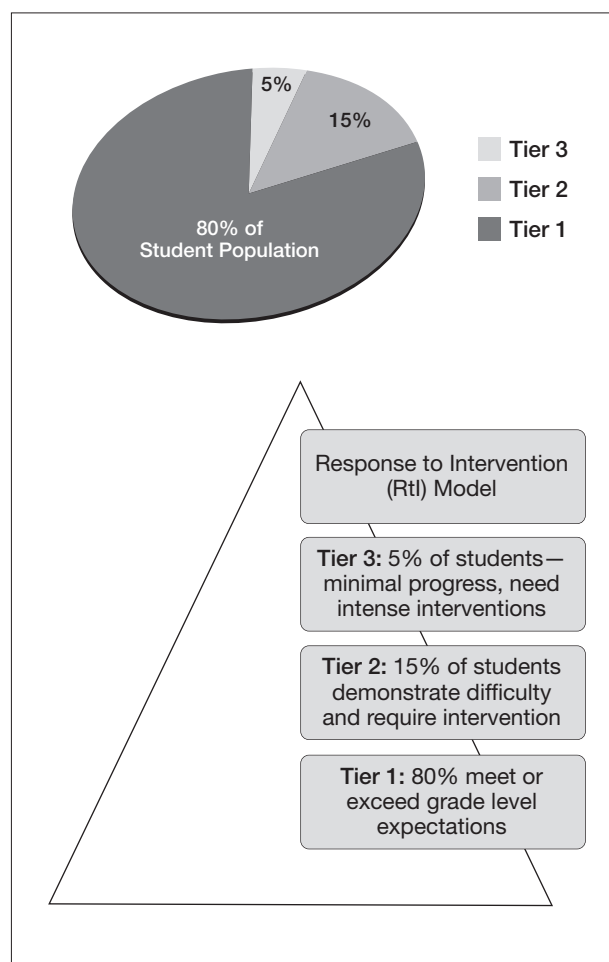 5%
15%
80% of
Student Population
Tier 3
Tier 2
Tier 1
Response to Intervention
(RtI) Model
Tier 3: 5% of students—
minimal progress, need
intense interventions
Tier 2: 15% of students
demonstrate difficulty
and require intervention
Tier 1: 80% meet or
exceed grade level
expectations